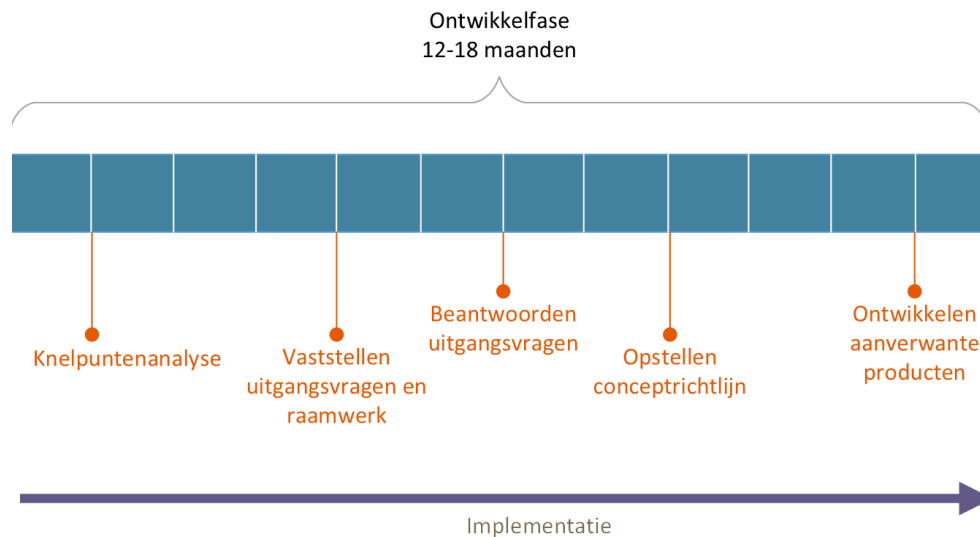 Ontwikkelfase
12-18 maanden
Knelpuntenanalyse
Vaststellen
uitgangsvragen en
raamwerk
Beantwoorden
uitgangsvragen
Opstellen
conceptrichtlijn
Ontwikkelen
aanverwante
producten
Implementatie